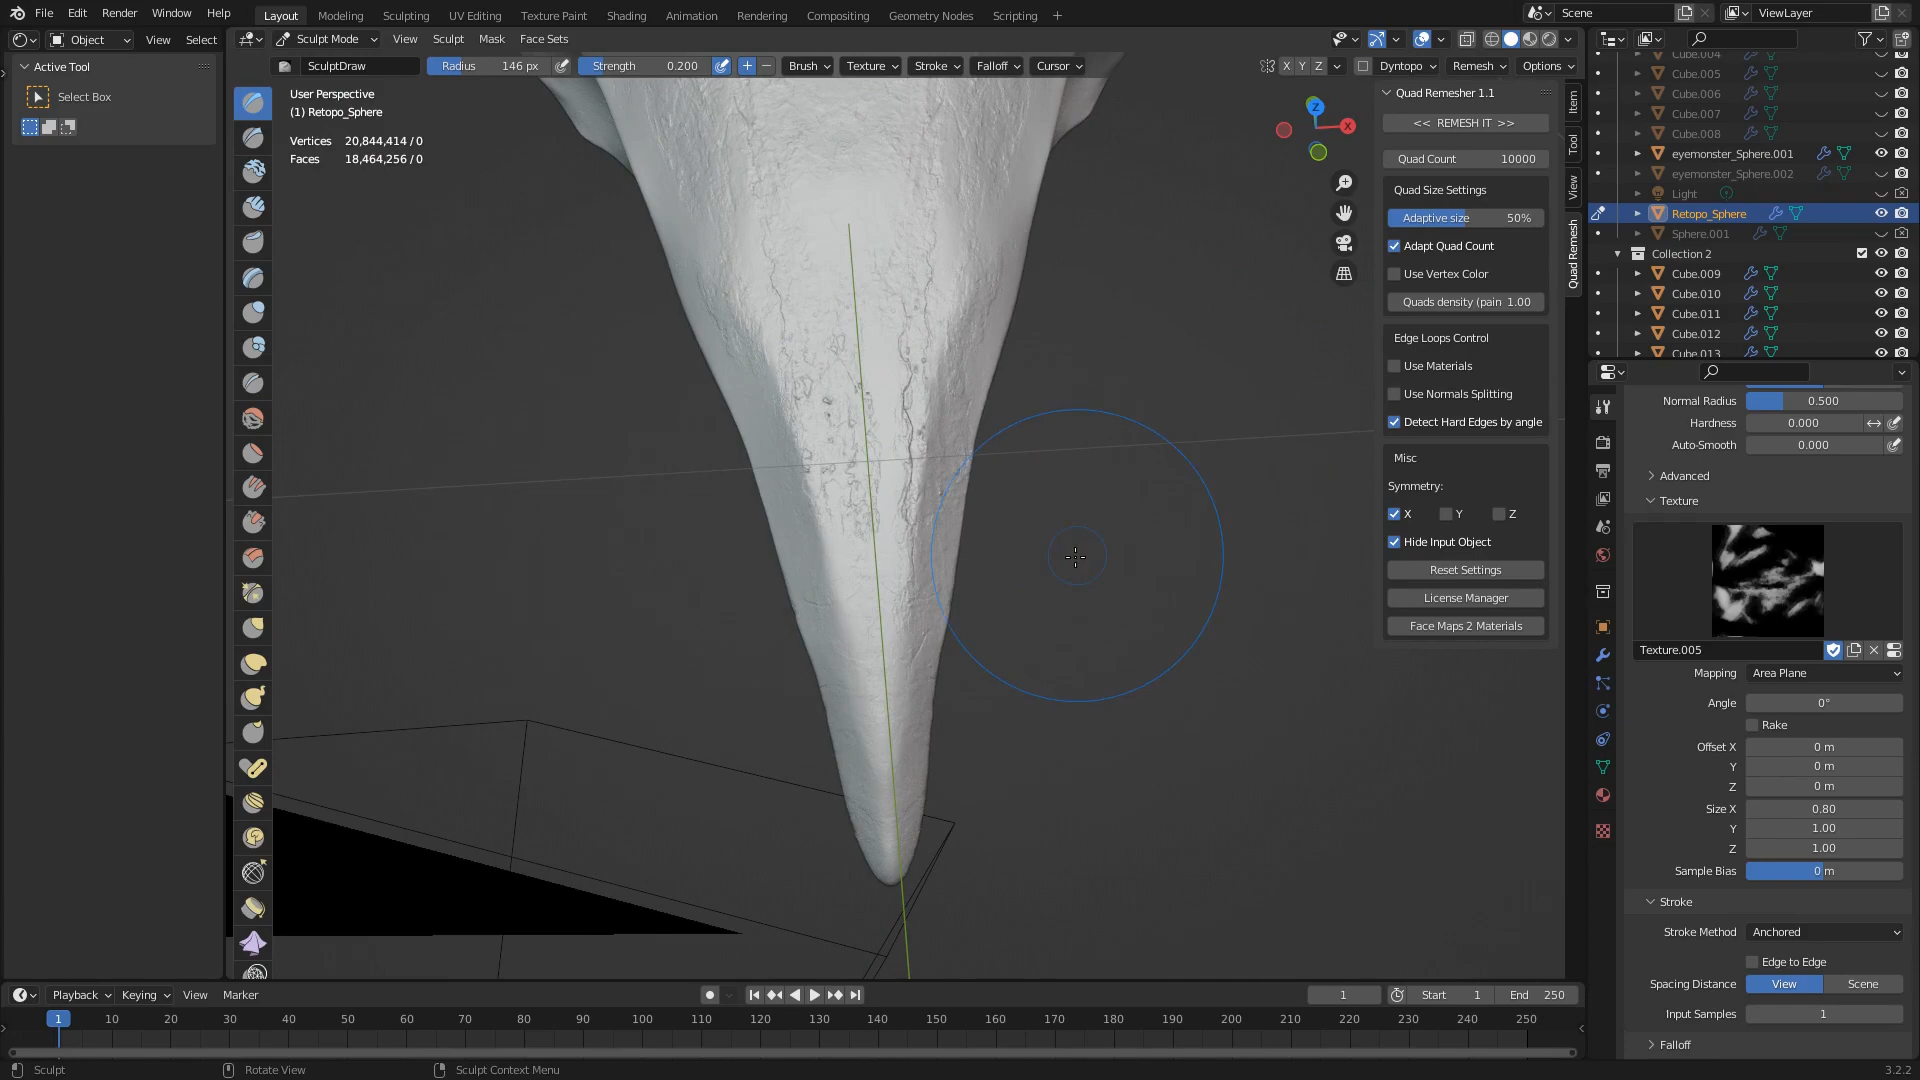 File Edit Render Window Help
Layout Modeling Sculpting UV Editing Texture Paint Shading Animation Rendering Compositing Geometry Nodes Scripting +
Scene
ViewLayer
Object View Select
Active Tool
Select Box
Sculpt Mode View Sculpt Mask Face Sets
SculptDraw Radius 146 px Strength 0.200 + − Brush Texture Stroke Falloff Cursor
X Y Z Dyntopo Remesh Options
User Perspective
(1) Retopo_Sphere
Vertices 20,844,414 / 0
Faces 18,464,256 / 0
Z
X
Quad Remesher 1.1
<< REMESH IT >>
Quad Count 10000
Quad Size Settings
Adaptive size 50%
Adapt Quad Count
Use Vertex Color
Quads density (pain 1.00
Edge Loops Control
Use Materials
Use Normals Splitting
Detect Hard Edges by angle
Misc
Symmetry:
X Y Z
Hide Input Object
Reset Settings
License Manager
Face Maps 2 Materials
Item
Tool
View
Quad Remesh
Cube.004
Cube.005
Cube.006
Cube.007
Cube.008
eyemonster_Sphere.001
eyemonster_Sphere.002
Light
Retopo_Sphere
Sphere.001
Collection 2
Cube.009
Cube.010
Cube.011
Cube.012
Cube.013
Normal Radius 0.500
Hardness 0.000
Auto-Smooth 0.000
Advanced
Texture
Texture.005
Mapping Area Plane
Angle 0°
Rake
Offset X 0 m
Y 0 m
Z 0 m
Size X 0.80
Y 1.00
Z 1.00
Sample Bias 0 m
Stroke
Stroke Method Anchored
Edge to Edge
Spacing Distance View Scene
Input Samples 1
Falloff
Playback Keying View Marker
1 Start 1 End 250
1 10 20 30 40 50 60 70 80 90 100 110 120 130 140 150 160 170 180 190 200 210 220 230 240 250
Sculpt Rotate View Sculpt Context Menu 3.2.2